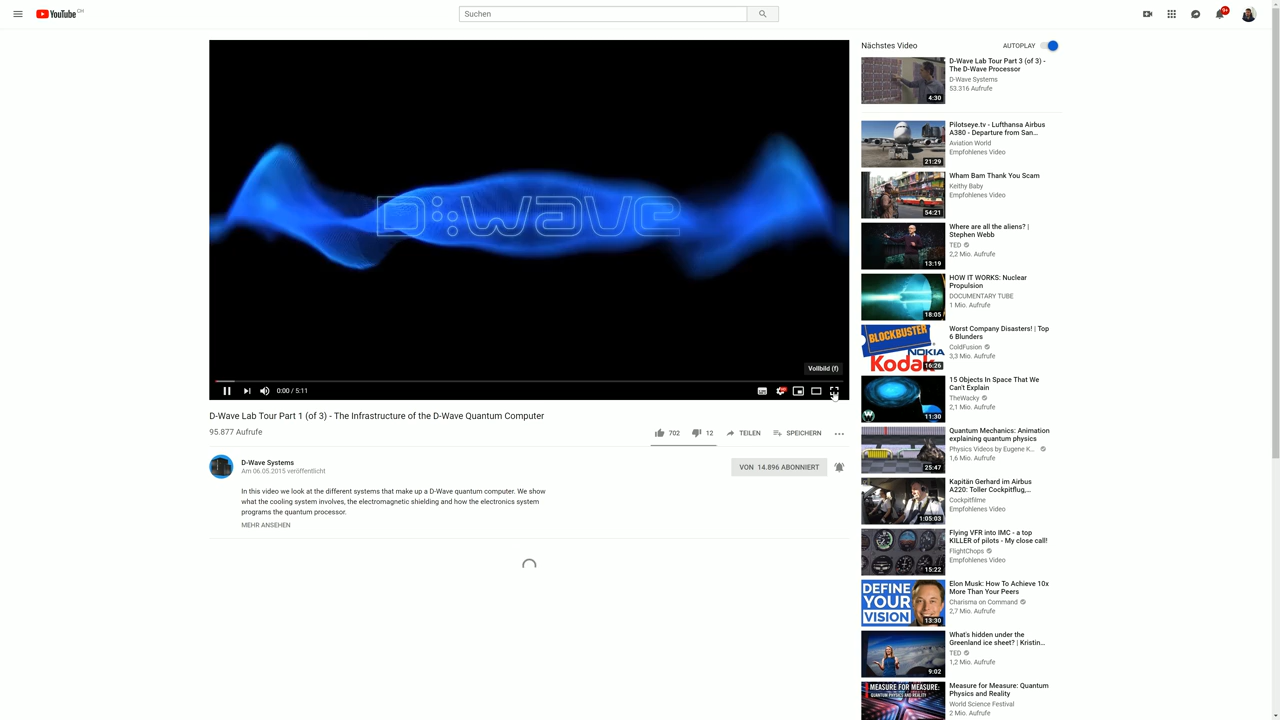 YouTube CH
Suchen
9+
D:WAVE
Vollbild (f)
0:00 / 5:11
D-Wave Lab Tour Part 1 (of 3) - The Infrastructure of the D-Wave Quantum Computer
95.877 Aufrufe
702
12
TEILEN
SPEICHERN
D-Wave Systems
Am 06.05.2015 veröffentlicht
VON 14.896 ABONNIERT
In this video we look at the different systems that make up a D-Wave quantum computer. We show
what the cooling system involves, the electromagnetic shielding and how the electronics system
programs the quantum processor.
MEHR ANSEHEN
Nächstes Video
AUTOPLAY
D-Wave Lab Tour Part 3 (of 3) -
The D-Wave Processor
D-Wave Systems
53.316 Aufrufe
4:30
Pilotseye.tv - Lufthansa Airbus
A380 - Departure from San...
Aviation World
Empfohlenes Video
21:29
Wham Bam Thank You Scam
Keithy Baby
Empfohlenes Video
54:21
Where are all the aliens? |
Stephen Webb
TED
2,2 Mio. Aufrufe
13:19
HOW IT WORKS: Nuclear
Propulsion
DOCUMENTARY TUBE
1 Mio. Aufrufe
18:05
BLOCKBUSTER
NOKIA
Kodak
16:26
Worst Company Disasters! | Top
6 Blunders
ColdFusion
3,3 Mio. Aufrufe
15 Objects In Space That We
Can't Explain
TheWacky
2,1 Mio. Aufrufe
W
11:30
Quantum Mechanics: Animation
explaining quantum physics
Physics Videos by Eugene K...
1,6 Mio. Aufrufe
25:47
Kapitän Gerhard im Airbus
A220: Toller Cockpitflug,...
Cockpitfilme
Empfohlenes Video
1:05:03
Flying VFR into IMC - a top
KILLER of pilots - My close call!
FlightChops
Empfohlenes Video
15:22
DEFINE
YOUR
VISION
13:30
Elon Musk: How To Achieve 10x
More Than Your Peers
Charisma on Command
2,7 Mio. Aufrufe
What's hidden under the
Greenland ice sheet? | Kristin...
TED
1,2 Mio. Aufrufe
9:02
MEASURE FOR MEASURE:
QUANTUM PHYSICS AND REALITY
Measure for Measure: Quantum
Physics and Reality
World Science Festival
2 Mio. Aufrufe